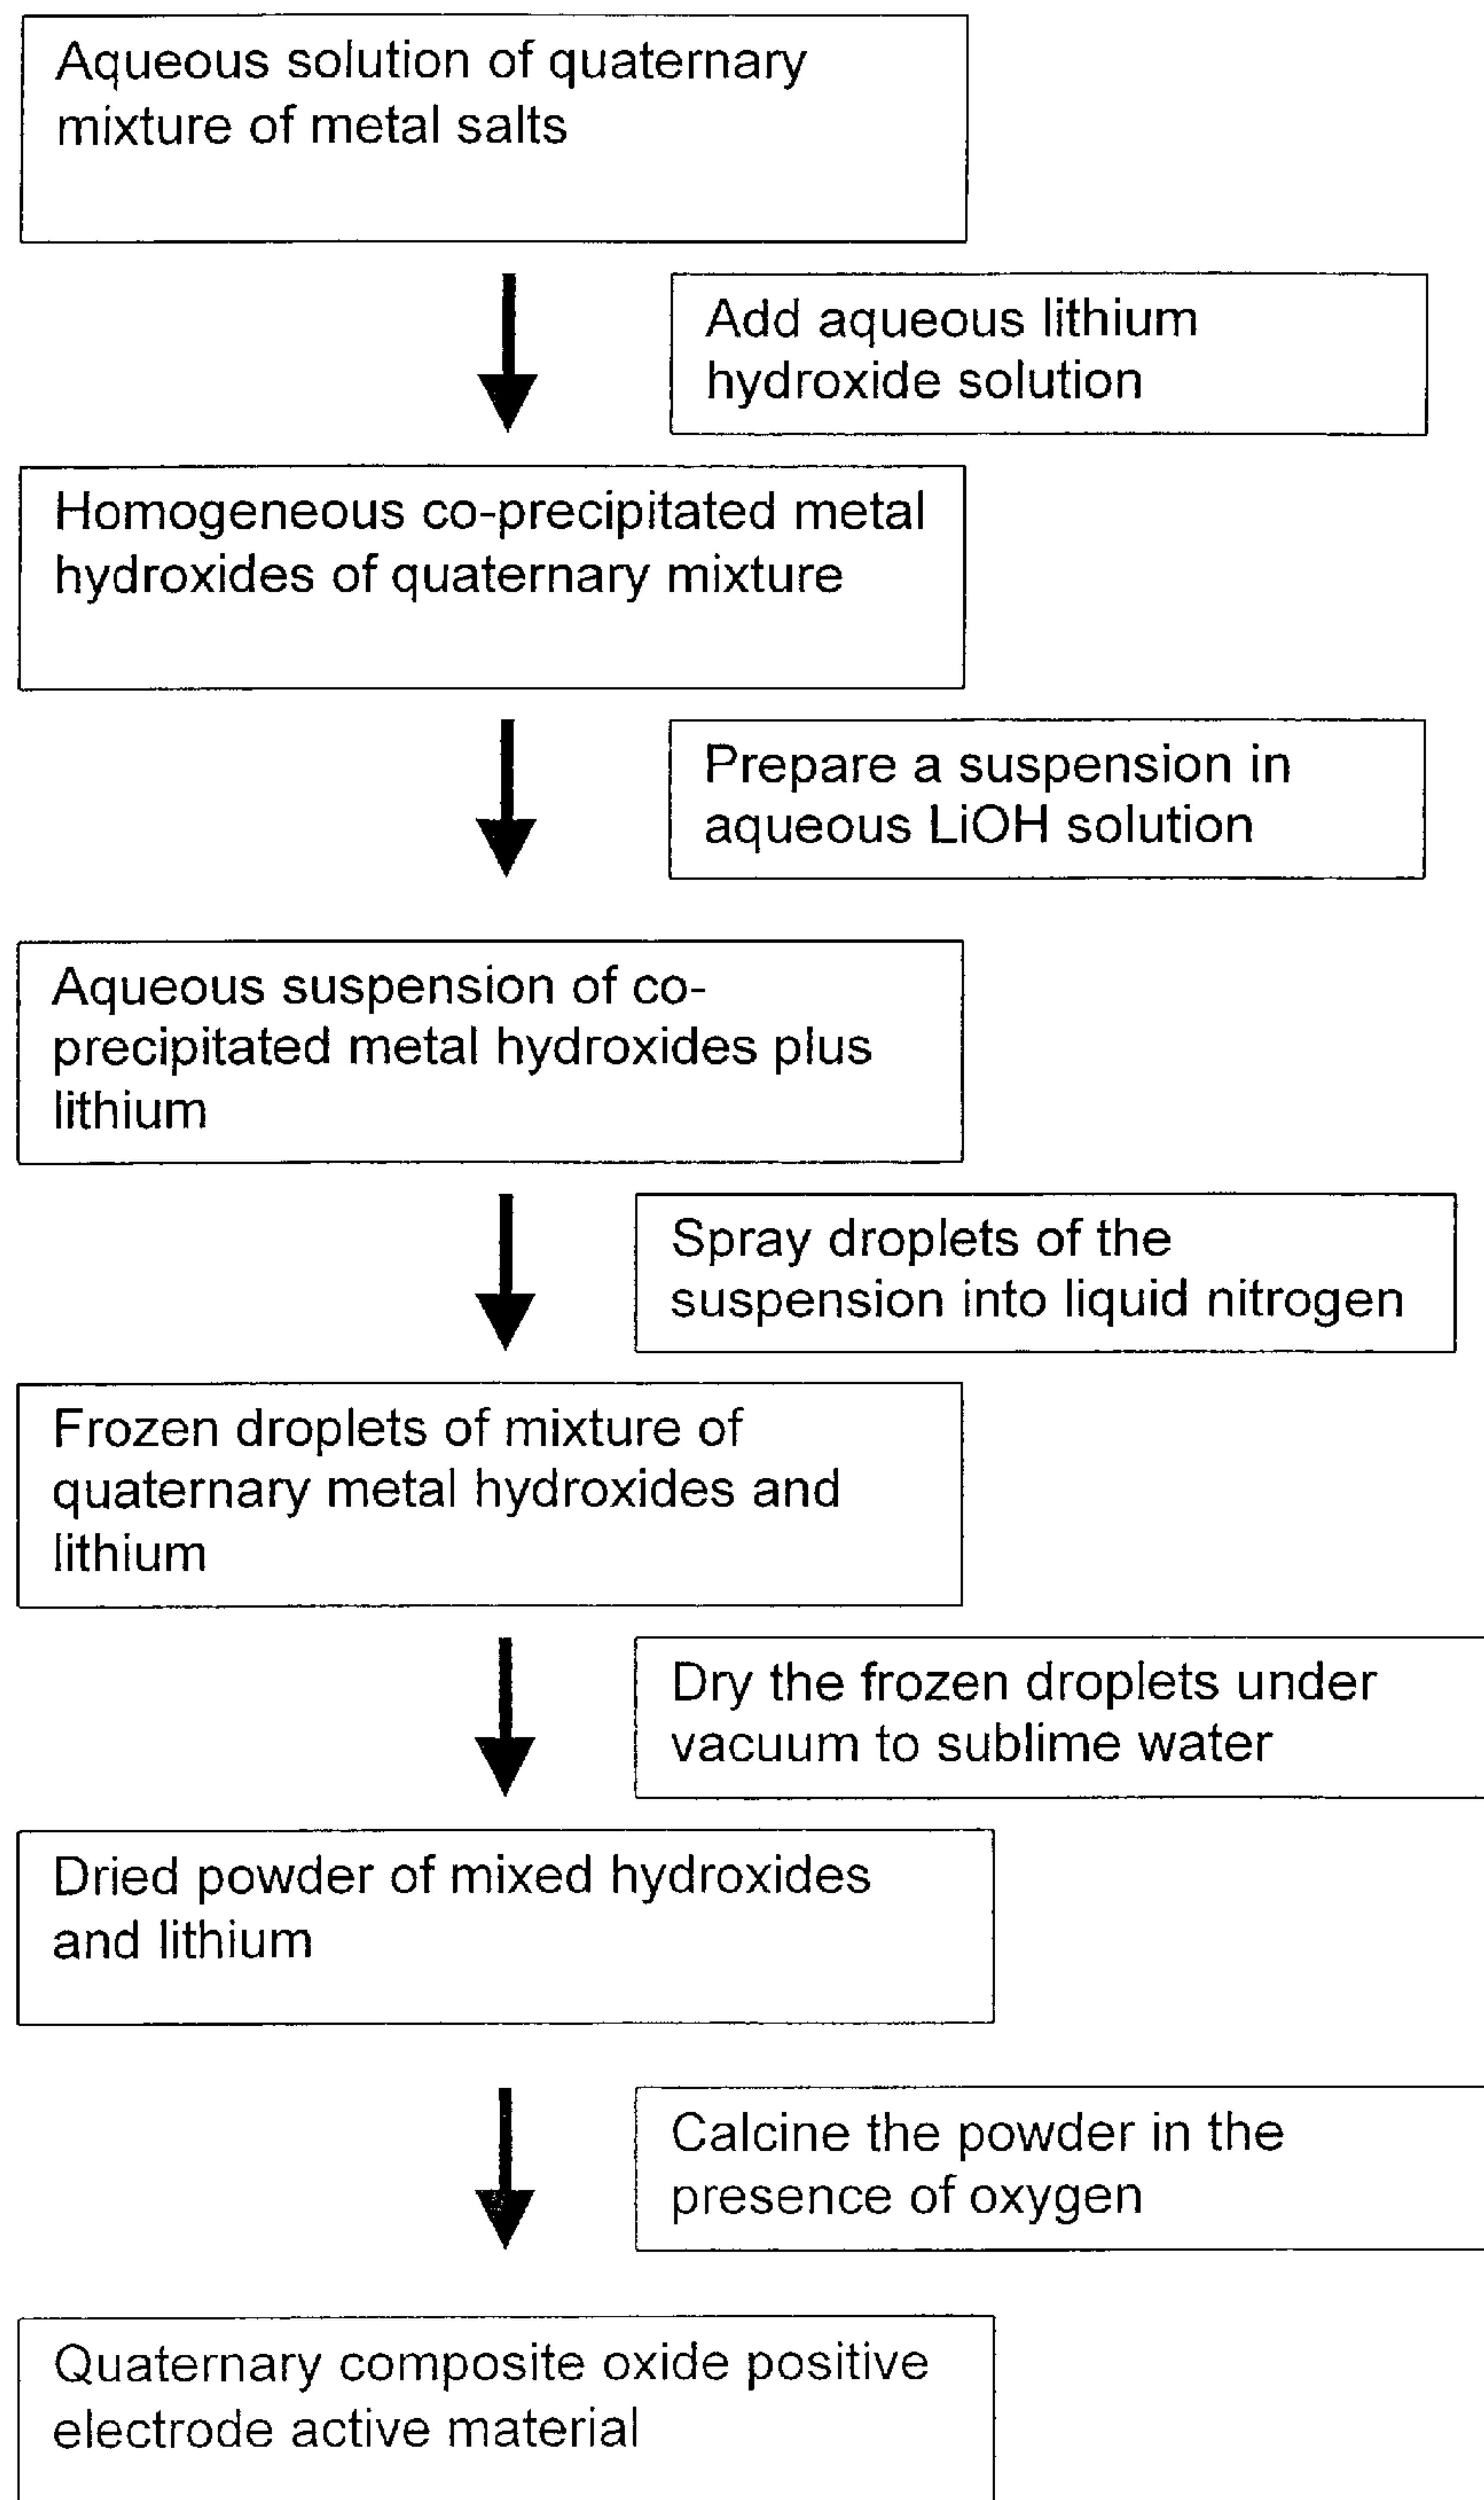 Aqueous solution of quaternary
mixture of metal salts
Add aqueous lithium
hydroxide solution
Homogeneous co-precipitated metal
hydroxides of quaternary mixture
Prepare a suspension in
aqueous LiOH solution
Aqueous suspension of co-
precipitated metal hydroxides plus
lithium
Spray droplets of the
suspension into liquid nitrogen
Frozen droplets of mixture of
quaternary metal hydroxides and
lithium
Dry the frozen droplets under
vacuum to sublime water
Dried powder of mixed hydroxides
and lithium
Calcine the powder in the
presence of oxygen
Quaternary composite oxide positive
electrode active material